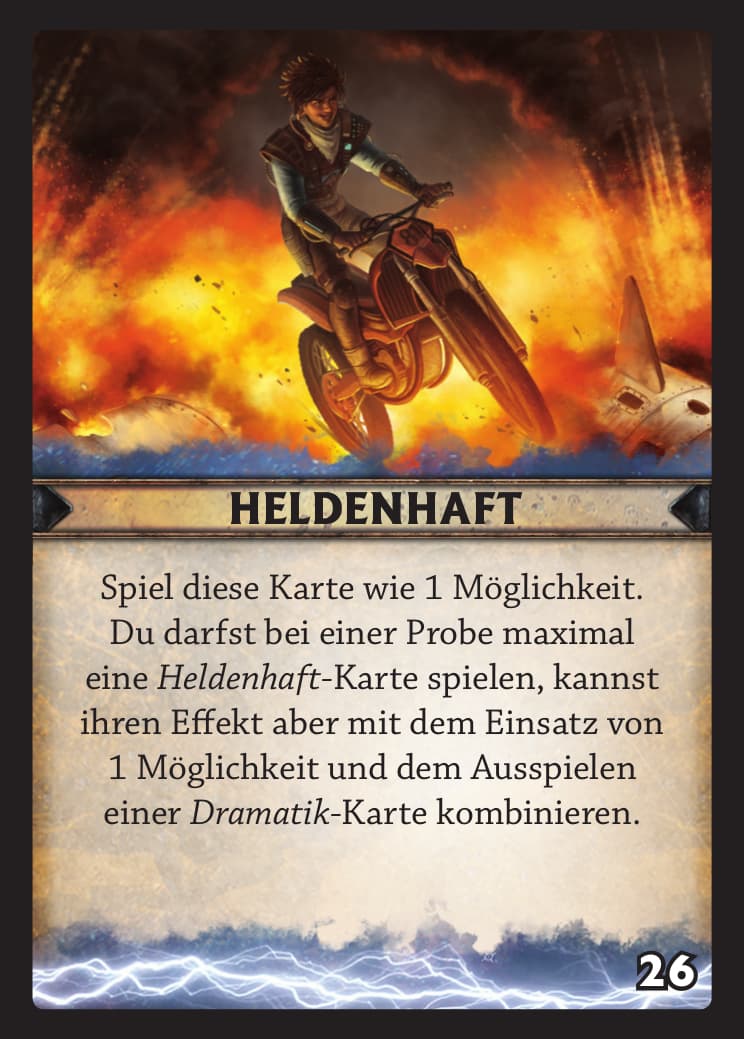 HELDENHAFT
Spiel diese Karte wie 1 Möglichkeit.
Du darfst bei einer Probe maximal
eine Heldenhaft-Karte spielen, kannst
ihren Effekt aber mit dem Einsatz von
1 Möglichkeit und dem Ausspielen
einer Dramatik-Karte kombinieren.
26